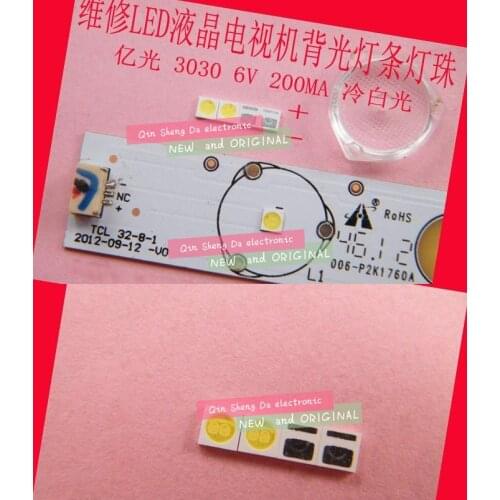 维修LED液晶电视机背光灯条灯珠
亿光 3030 6V 200MA 冷白光
+
-
Qin Sheng Da electronic
NEW and ORIGINAL
-
NC
+
TCL 32-8-1
2012-09-12 -V0
-
L1
RoHS
46.12
006-P2K1760A
Qin Sheng Da electronic
NEW and ORIGINAL
Qin Sheng Da electronic
NEW and ORIGINAL